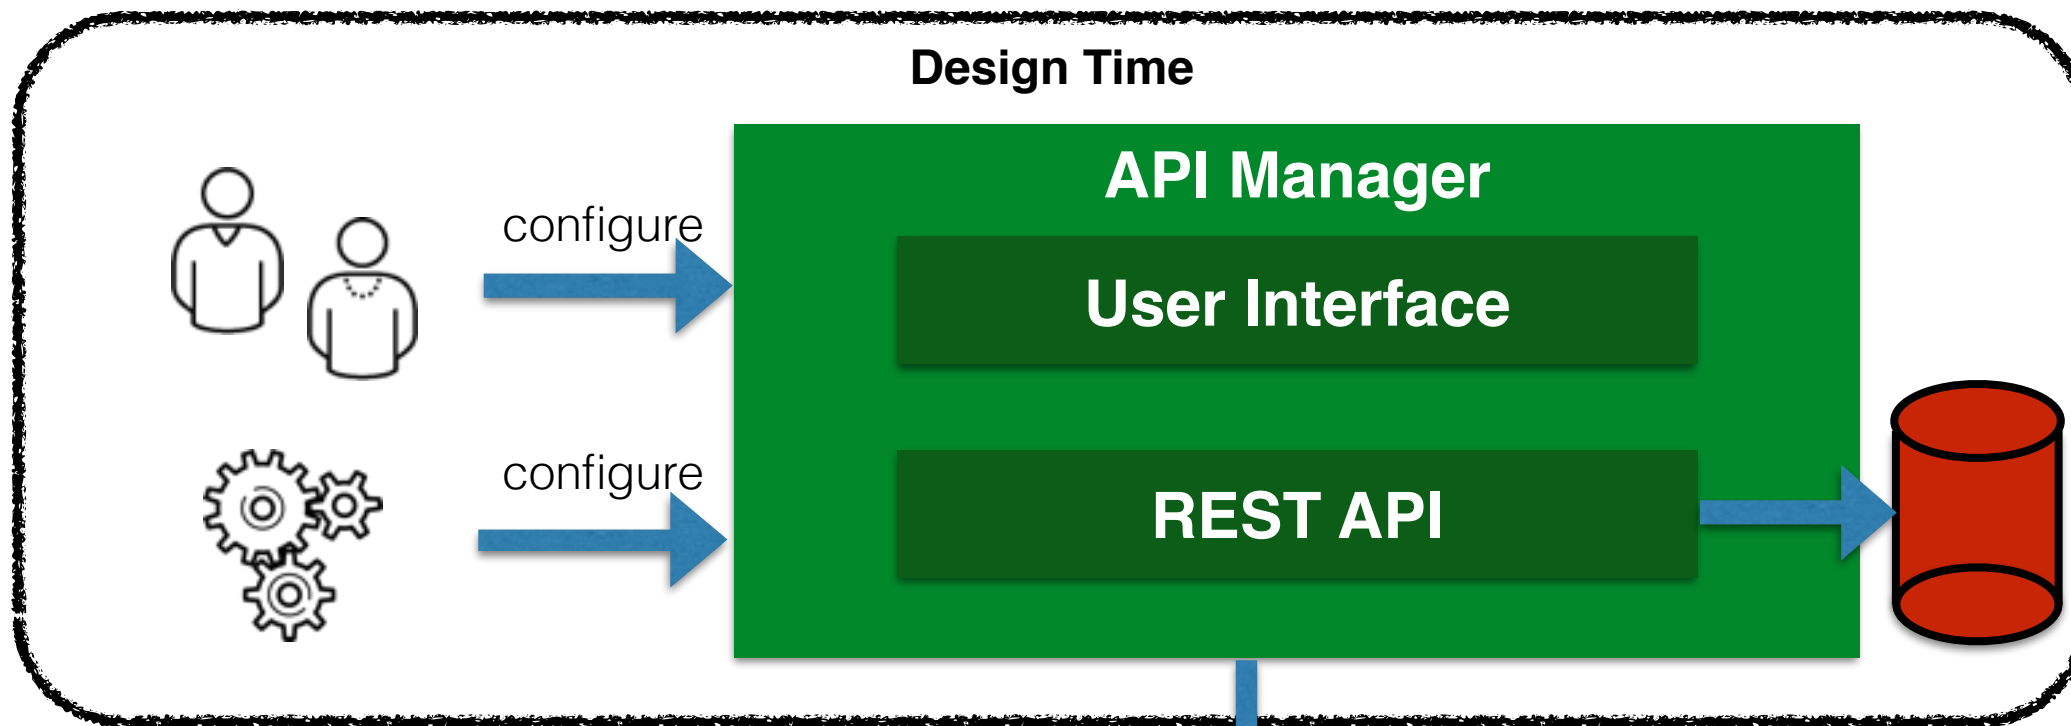 Design Time
API Manager
configure
User Interface
configure
REST API